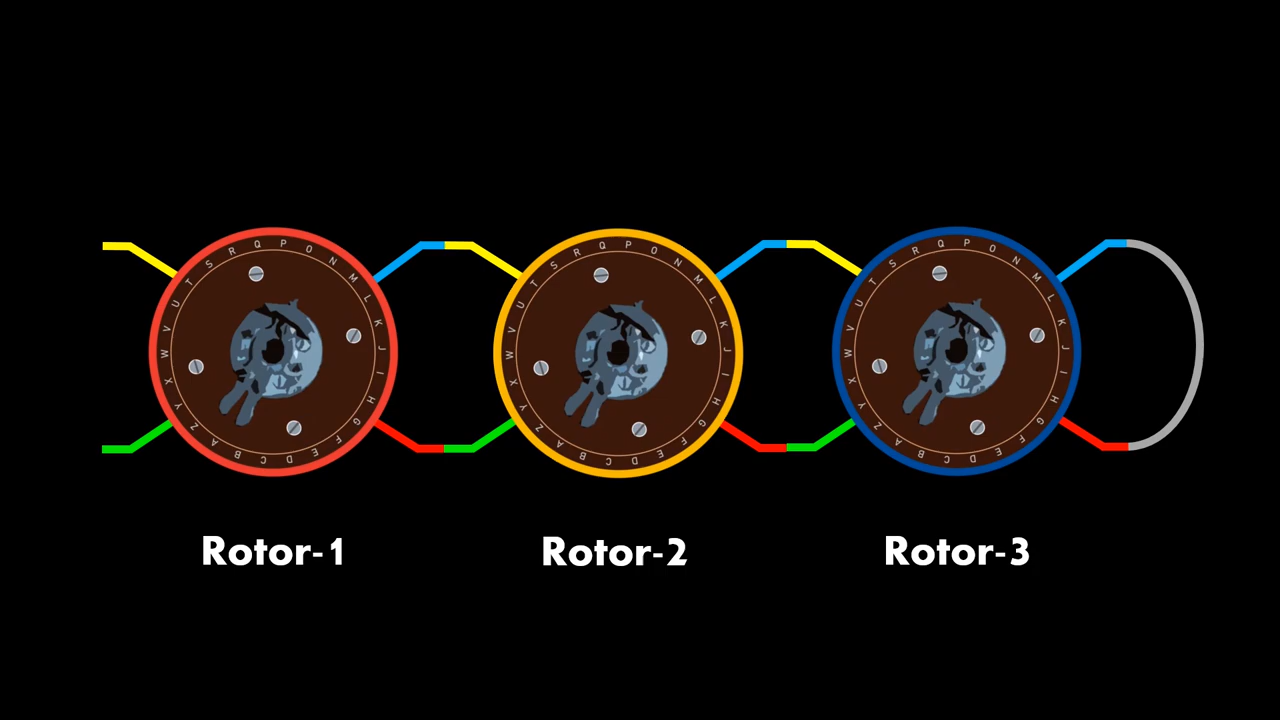 A B C D E F G H I J K L M N O P Q R S T U V W X Y Z
A B C D E F G H I J K L M N O P Q R S T U V W X Y Z
A B C D E F G H I J K L M N O P Q R S T U V W X Y Z
Rotor-1
Rotor-2
Rotor-3